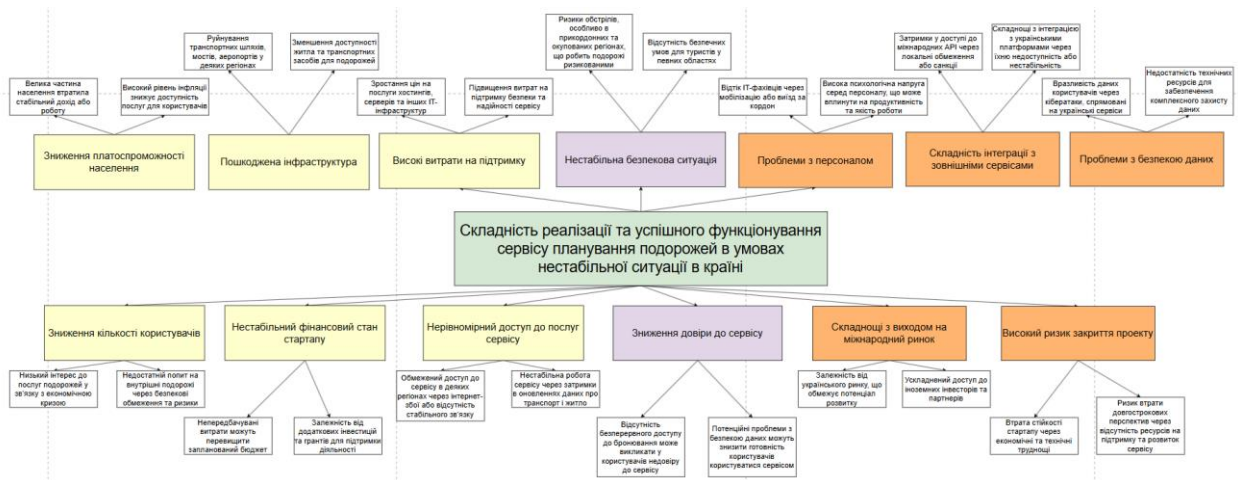 Велика частина
населення втратила
стабільний дохід або
роботу
Високий рівень інфляції
знижує доступність
послуг для користувачів
Руйнування
транспортних шляхів,
мостів, аеропортів у
деяких регіонах
Зменшення доступності
житла та транспортних
засобів для подорожей
Зростання цін на
послуги хостингів,
серверів та інших ІТ-
інфраструктур
Підвищення витрат на
підтримку безпеки та
надійності сервісу
Ризики обстрілів,
особливо в
прикордонних та
окупованих регіонах,
що робить подорожі
ризикованими
Відсутність безпечних
умов для туристів у
певних областях
Відтік ІТ-фахівців через
мобілізацію або виїзд за
кордон
Висока психологічна напруга
серед персоналу, що може
вплинути на продуктивність
та якість роботи
Затримки у доступі до
міжнародних АРІ через
локальні обмеження або
санкції
Складнощі з інтеграцією
з українськими
платформами через
їхню недоступність або
нестабільність
Вразливість даних
користувачів через
кібератаки, спрямовані
на українські сервіси
Недостатність технічних
ресурсів для
забезпечення
комплексного захисту
даних
Зниження платоспроможності
населення
Пошкоджена інфраструктура
Високі витрати на підтримку
Нестабільна безпекова ситуація
Проблеми з персоналом
Складність інтеграції з
зовнішніми сервісами
Проблеми з безпекою даних
Складність реалізації та успішного функціонування
сервісу планування подорожей в умовах
нестабільної ситуації в країні
Зниження кількості користувачів
Нестабільний фінансовий стан
стартапу
Нерівномірний доступ до послуг
сервісу
Зниження довіри до сервісу
Складнощі з виходом на
міжнародний ринок
Високий ризик закриття проекту
Низький інтерес до
послуг подорожей у
зв'язку з економічною
кризою
Недостатній попит на
внутрішні подорожі
через безпекові
обмеження та ризики
Непередбачувані
витрати можуть
перевищити
запланований бюджет
Залежність від
додаткових інвестицій
та грантів для підтримки
діяльності
Обмежений доступ до
сервісу в деяких
регіонах через інтернет-
збої або відсутність
стабільного зв'язку
Нестабільна робота
сервісу через затримки
в оновленнях даних про
транспорт і житло
Відсутність
безперервного доступу
до бронювання може
викликати у
користувачів недовіру
до сервісу
Потенційні проблеми з
безпекою даних можуть
знизити готовність
користувачів
користуватися сервісом
Залежність від
українського ринку, що
обмежує потенціал
розвитку
Ускладнений доступ до
іноземних інвесторів та
партнерів
Втрата стійкості
стартапу через
економічні та технічні
труднощі
Ризик втрати
довгострокових
перспектив через
відсутність ресурсів на
підтримку та розвиток
сервісу